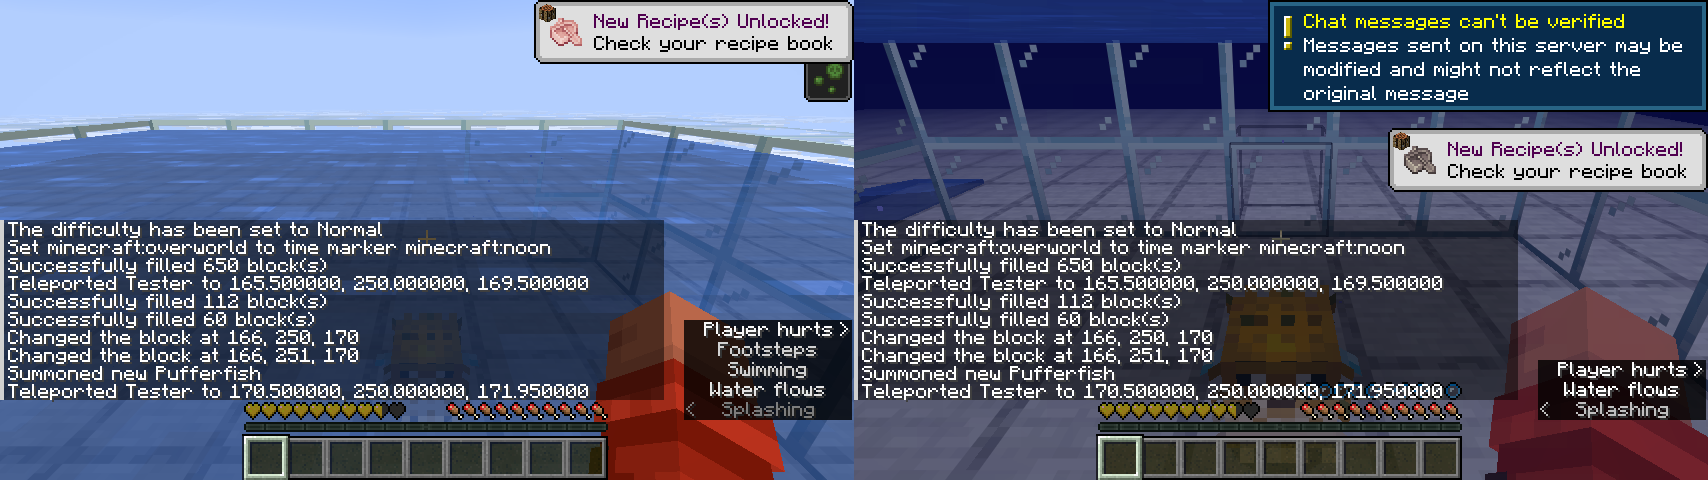 New Recipe(s) Unlocked!
Check your recipe book
The difficulty has been set to Normal
Set minecraft:overworld to time marker minecraft:noon
Successfully filled 650 block(s)
Teleported Tester to 165.500000, 250.000000, 169.500000
Successfully filled 112 block(s)
Successfully filled 60 block(s)
Changed the block at 166, 250, 170
Changed the block at 166, 251, 170
Summoned new Pufferfish
Teleported Tester to 170.500000, 250.000000, 171.950000
Player hurts >
Footsteps
Swimming
Water flows
< Splashing
Chat messages can't be verified
Messages sent on this server may be
modified and might not reflect the
original message
New Recipe(s) Unlocked!
Check your recipe book
The difficulty has been set to Normal
Set minecraft:overworld to time marker minecraft:noon
Successfully filled 650 block(s)
Teleported Tester to 165.500000, 250.000000, 169.500000
Successfully filled 112 block(s)
Successfully filled 60 block(s)
Changed the block at 166, 250, 170
Changed the block at 166, 251, 170
Summoned new Pufferfish
Teleported Tester to 170.500000, 250.000000, 171.950000
Player hurts >
Water flows
< Splashing